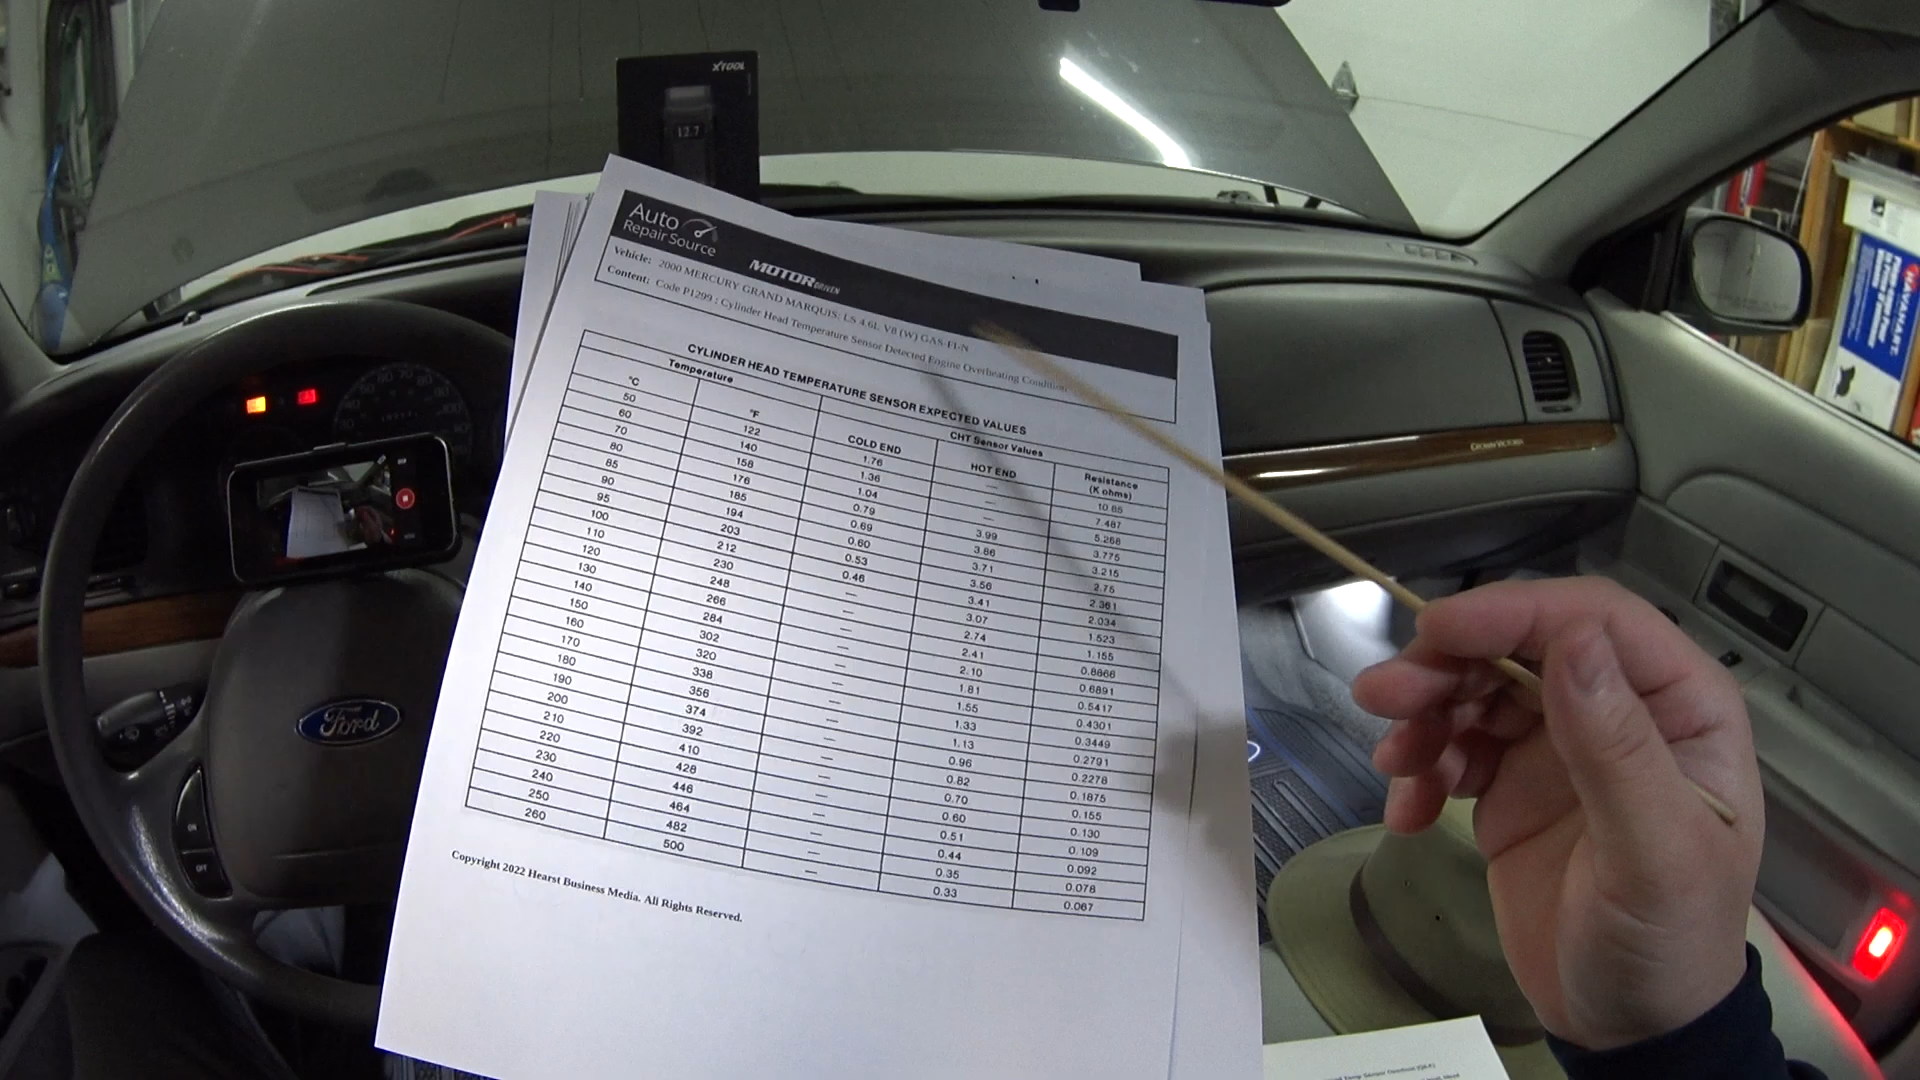 XTOOL
12.7
Auto
Repair Source
MOTOR DRIVEN
Vehicle: 2000 MERCURY GRAND MARQUIS: LS 4.6L V8 (W) GAS-FI-N
Content: Code P1299 : Cylinder Head Temperature Sensor Detected Engine Overheating Condition
CYLINDER HEAD TEMPERATURE SENSOR EXPECTED VALUES
Temperature CHT Sensor Values
°C °F COLD END HOT END Resistance
(K ohms)
50 122 1.76 — 10.85
60 140 1.36 — 7.487
70 158 1.04 — 5.268
80 176 0.79 3.99 3.775
85 185 0.69 3.86 3.215
90 194 0.60 3.71 2.75
95 203 0.53 3.56 2.361
100 212 0.46 3.41 2.034
110 230 — 3.07 1.523
120 248 — 2.74 1.155
130 266 — 2.41 0.8866
140 284 — 2.10 0.6891
150 302 — 1.81 0.5417
160 320 — 1.55 0.4301
170 338 — 1.33 0.3449
180 356 — 1.13 0.2791
190 374 — 0.96 0.2278
200 392 — 0.82 0.1875
210 410 — 0.70 0.155
220 428 — 0.60 0.130
230 446 — 0.51 0.109
240 464 — 0.44 0.092
250 482 — 0.35 0.078
260 500 — 0.33 0.067
Copyright 2022 Hearst Business Media. All Rights Reserved.
CROWN VICTORIA
Ford
ON
OFF